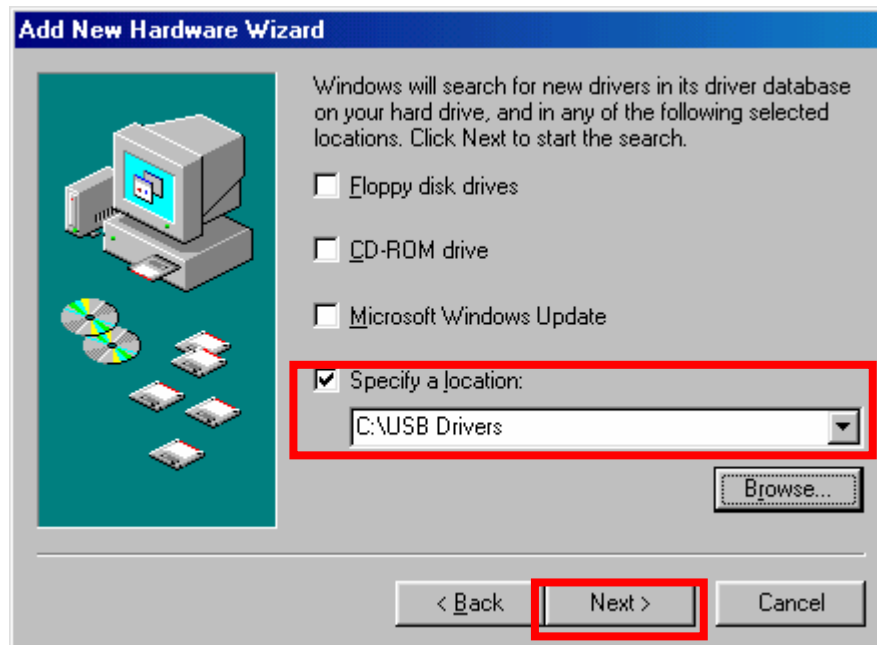 Add New Hardware Wizard
Windows will search for new drivers in its driver database
on your hard drive, and in any of the following selected
locations. Click Next to start the search.
Floppy disk drives
CD-ROM drive
Microsoft Windows Update
Specify a location:
C:\USB Drivers
Browse...
< Back
Next >
Cancel